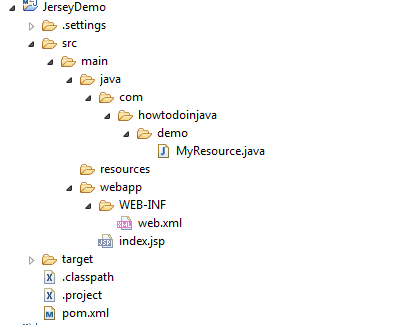 JerseyDemo
.settings
src
main
java
com
howtodoinjava
demo
MyResource.java
resources
webapp
WEB-INF
web.xml
index.jsp
target
.classpath
.project
pom.xml